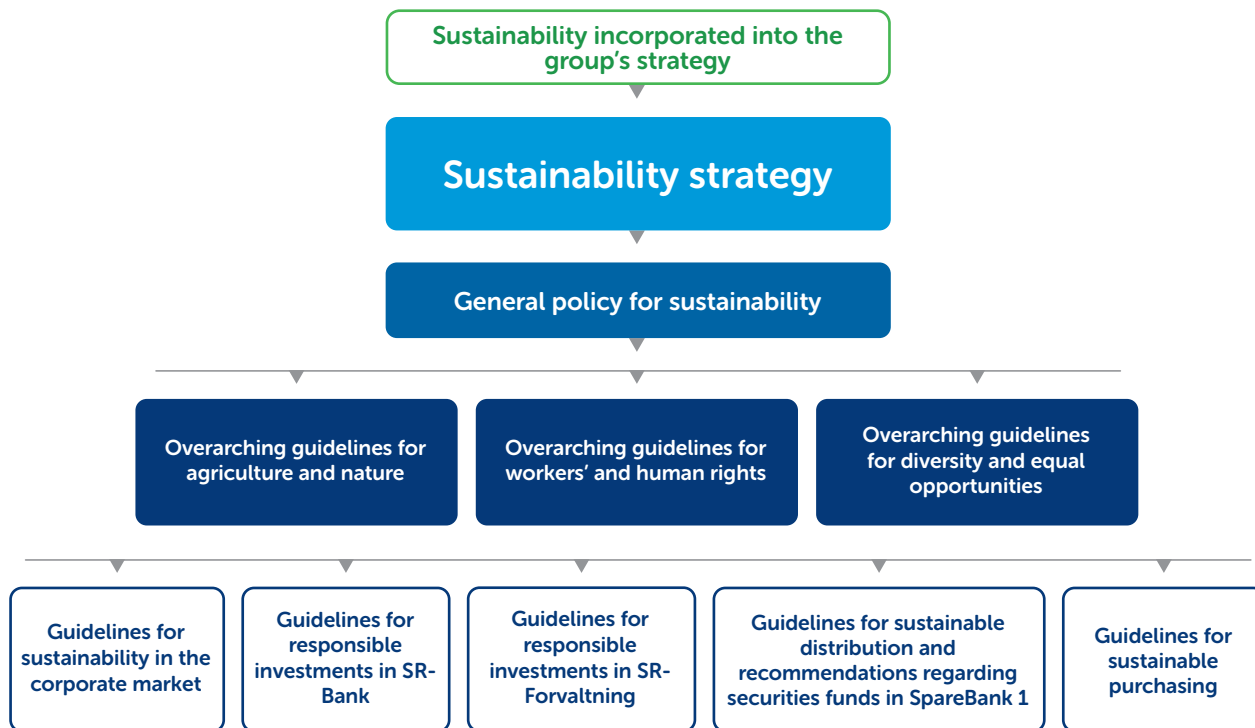 Sustainability incorporated into the
group's strategy
Sustainability strategy
General policy for sustainability
Overarching guidelines for
agriculture and nature
Overarching guidelines for
workers' and human rights
Overarching guidelines
for diversity and equal
opportunities
Guidelines for
sustainability in the
corporate market
Guidelines for
responsible
investments in SR-
Bank
Guidelines for
responsible
investments in SR-
Forvaltning
Guidelines for sustainable
distribution and
recommendations regarding
securities funds in SpareBank 1
Guidelines for
sustainable
purchasing